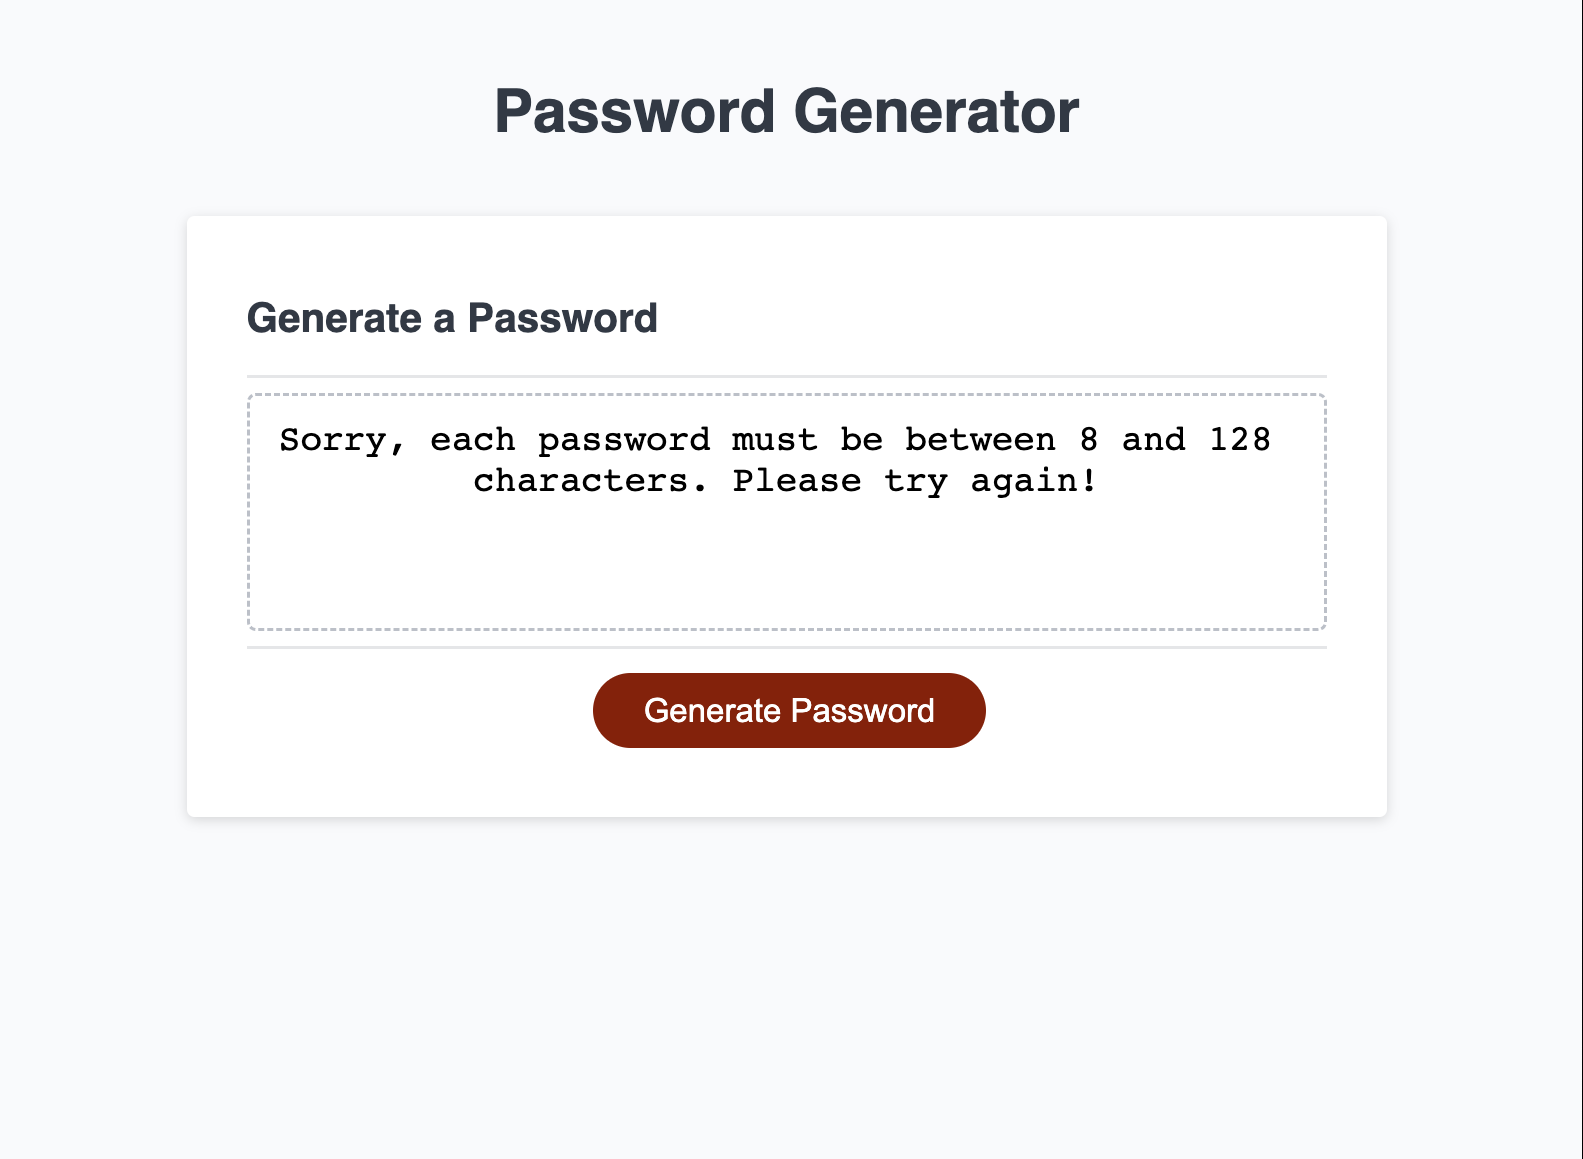 Password Generator
Generate a Password
Sorry, each password must be between 8 and 128
characters. Please try again!
Generate Password